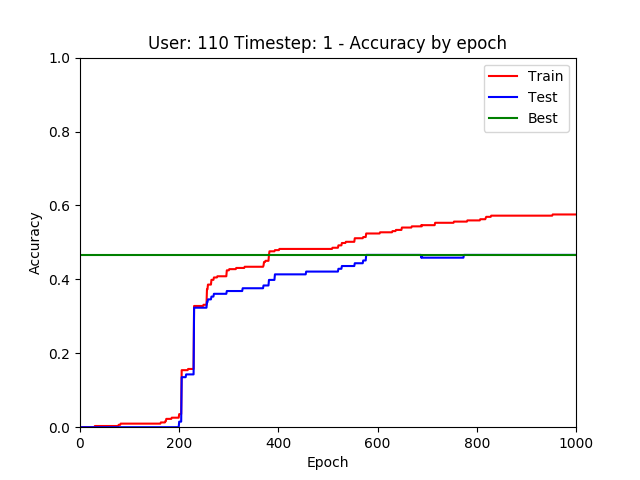 User: 110 Timestep: 1 - Accuracy by epoch
Train
Test
Best
Accuracy
1.0
0.8
0.6
0.4
0.2
0.0
0 200 400 600 800 1000
Epoch